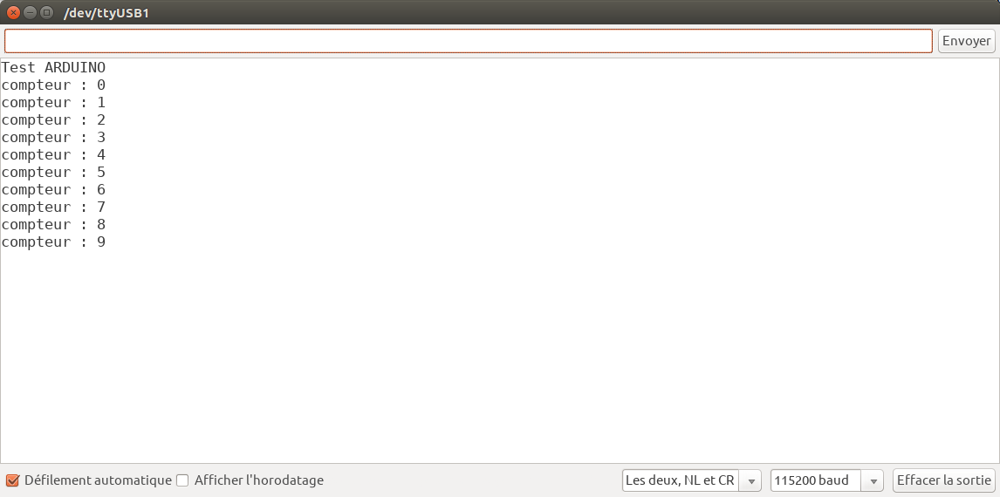 /dev/ttyUSB1
Envoyer
Test ARDUINO
compteur : 0
compteur : 1
compteur : 2
compteur : 3
compteur : 4
compteur : 5
compteur : 6
compteur : 7
compteur : 8
compteur : 9
Défilement automatique Afficher l'horodatage Les deux, NL et CR 115200 baud Effacer la sortie